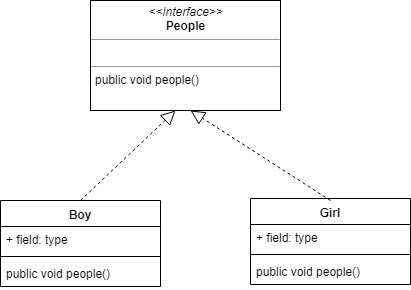 <<Interface>>
People
public void people()
Boy
+ field: type
public void people()
Girl
+ field: type
public void people()